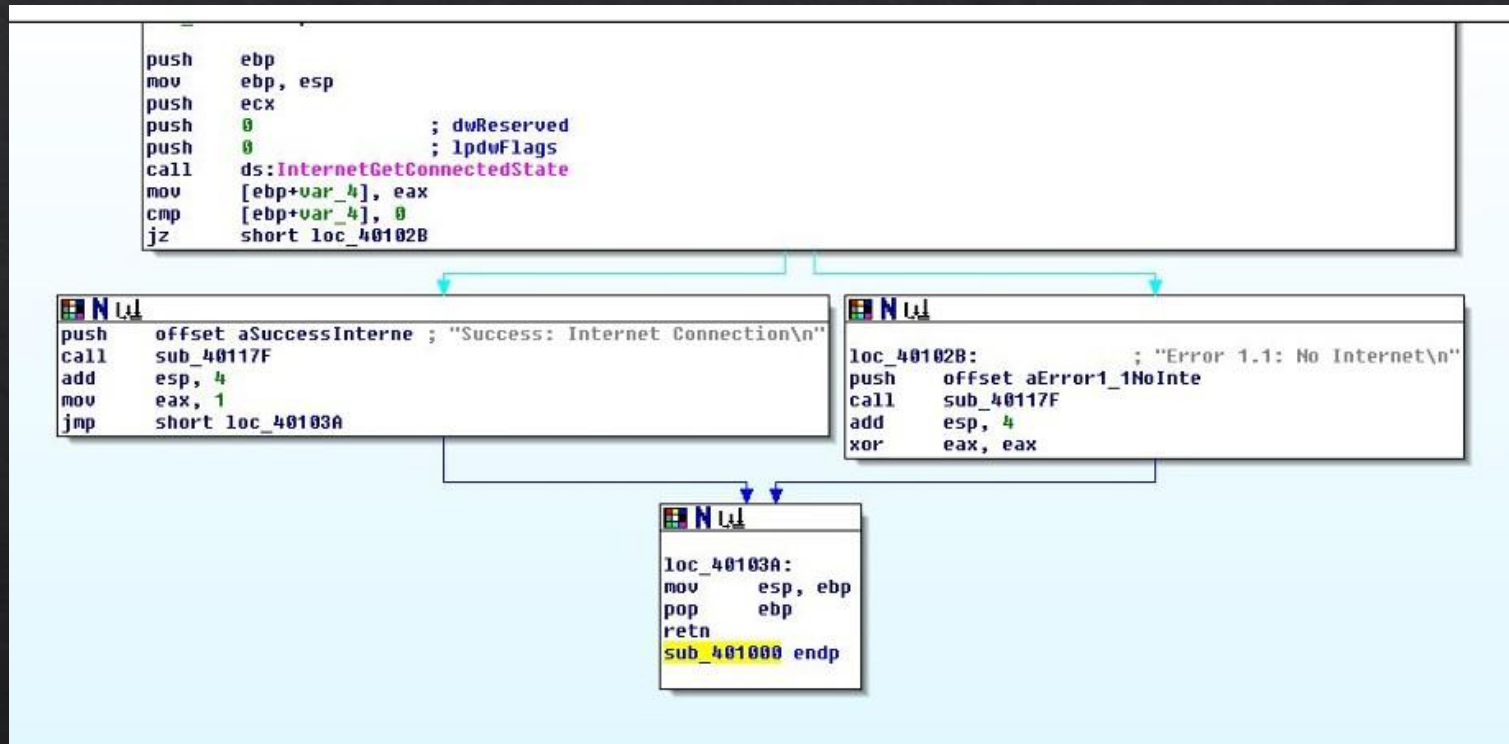 push ebp
mov ebp, esp
push ecx
push 0 ; dwReserved
push 0 ; lpdwFlags
call ds:InternetGetConnectedState
mov [ebp+var_4], eax
cmp [ebp+var_4], 0
jz short loc_40102B
push offset aSuccessInterne ; "Success: Internet Connection\n"
call sub_40117F
add esp, 4
mov eax, 1
jmp short loc_40103A
loc_40102B: ; "Error 1.1: No Internet\n"
push offset aError1_1NoInte
call sub_40117F
add esp, 4
xor eax, eax
loc_40103A:
mov esp, ebp
pop ebp
retn
sub_401000 endp